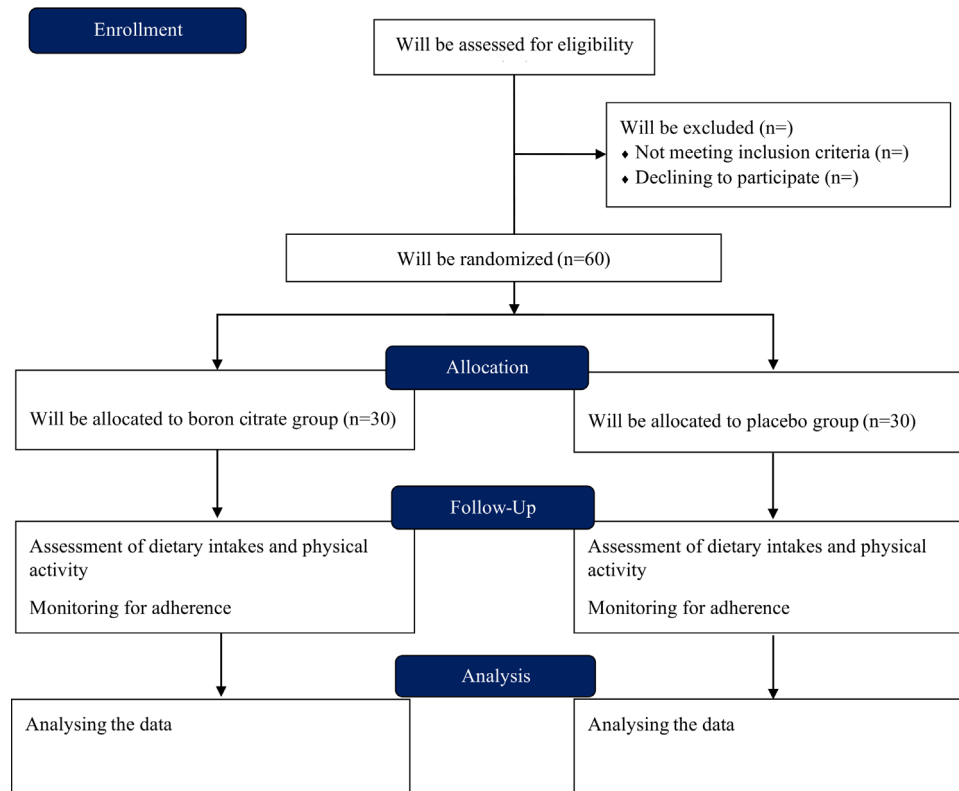 Enrollment
Will be assessed for eligibility
Will be excluded (n=)
♦ Not meeting inclusion criteria (n=)
♦ Declining to participate (n=)
Will be randomized (n=60)
Allocation
Will be allocated to boron citrate group (n=30)
Will be allocated to placebo group (n=30)
Follow-Up
Assessment of dietary intakes and physical
activity
Monitoring for adherence
Assessment of dietary intakes and physical
activity
Monitoring for adherence
Analysis
Analysing the data
Analysing the data